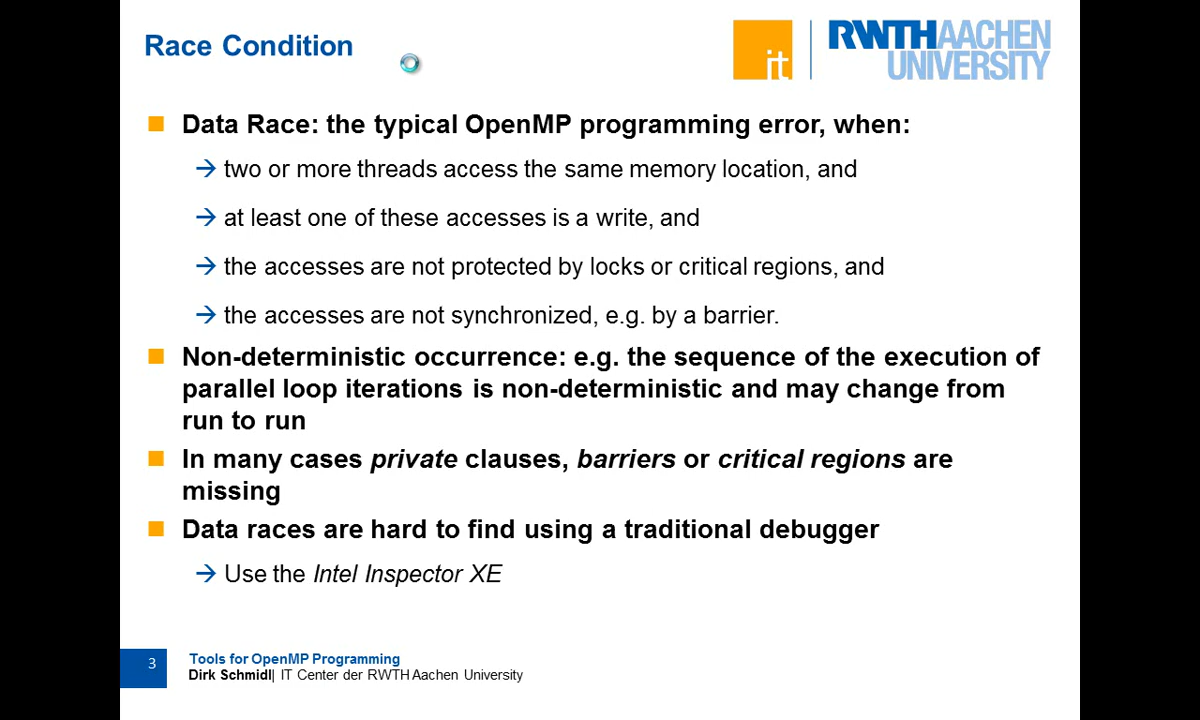 Race Condition
it
RWTHAACHEN
UNIVERSITY
Data Race: the typical OpenMP programming error, when:
→ two or more threads access the same memory location, and
→ at least one of these accesses is a write, and
→ the accesses are not protected by locks or critical regions, and
→ the accesses are not synchronized, e.g. by a barrier.
Non-deterministic occurrence: e.g. the sequence of the execution of
parallel loop iterations is non-deterministic and may change from
run to run
In many cases private clauses, barriers or critical regions are
missing
Data races are hard to find using a traditional debugger
→ Use the Intel Inspector XE
3
Tools for OpenMP Programming
Dirk Schmidl| IT Center der RWTH Aachen University